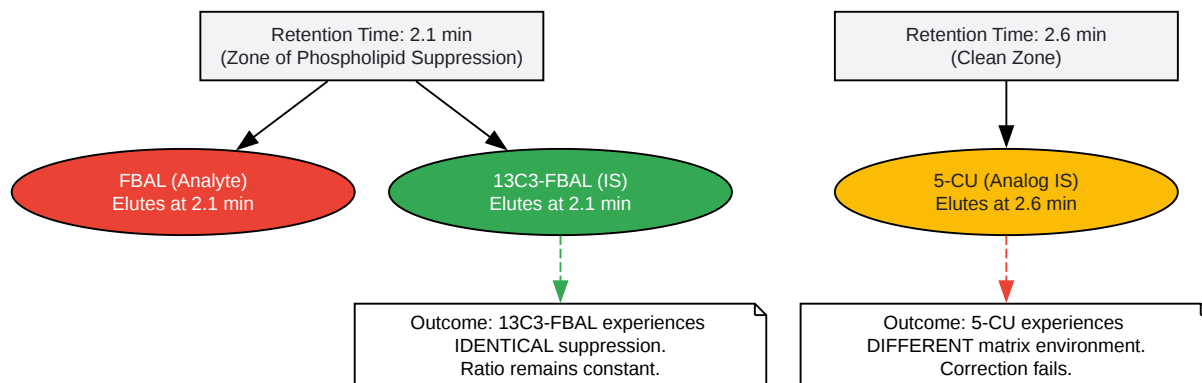 Retention Time: 2.1 min
(Zone of Phospholipid Suppression)
Retention Time: 2.6 min
(Clean Zone)
FBAL (Analyte)
Elutes at 2.1 min
13C3-FBAL (IS)
Elutes at 2.1 min
5-CU (Analog IS)
Elutes at 2.6 min
Outcome: 13C3-FBAL experiences
IDENTICAL suppression.
Ratio remains constant.
Outcome: 5-CU experiences
DIFFERENT matrix environment.
Correction fails.